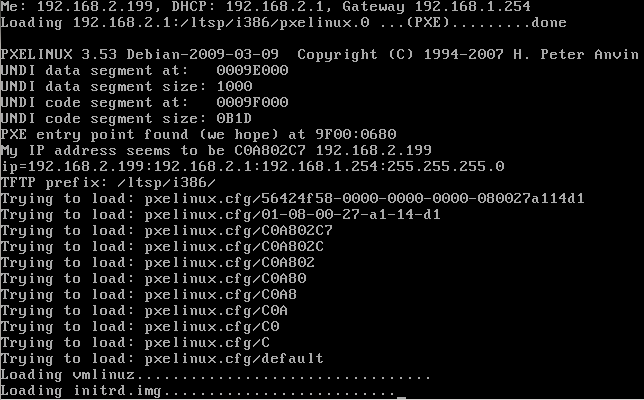 Me: 192.168.2.199, DHCP: 192.168.2.1, Gateway 192.168.1.254
Loading 192.168.2.1:/ltsp/i386/pxelinux.0 ...(PXE).........done

PXELINUX 3.53 Debian-2009-03-09  Copyright (C) 1994-2007 H. Peter Anvin
UNDI data segment at:   0009E000
UNDI data segment size: 1000
UNDI code segment at:   0009F000
UNDI code segment size: 0B1D
PXE entry point found (we hope) at 9F00:0680
My IP address seems to be C0A802C7 192.168.2.199
ip=192.168.2.199:192.168.2.1:192.168.1.254:255.255.255.0
TFTP prefix: /ltsp/i386/
Trying to load: pxelinux.cfg/56424f58-0000-0000-0000-080027a114d1
Trying to load: pxelinux.cfg/01-08-00-27-a1-14-d1
Trying to load: pxelinux.cfg/C0A802C7
Trying to load: pxelinux.cfg/C0A802C
Trying to load: pxelinux.cfg/C0A802
Trying to load: pxelinux.cfg/C0A80
Trying to load: pxelinux.cfg/C0A8
Trying to load: pxelinux.cfg/C0A
Trying to load: pxelinux.cfg/C0
Trying to load: pxelinux.cfg/C
Trying to load: pxelinux.cfg/default
Loading vmlinuz.................................
Loading initrd.img.........................._